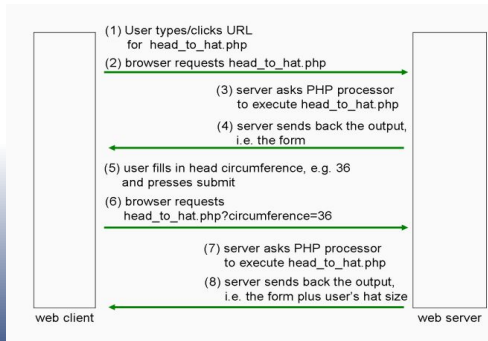 (1) User types/clicks URL
for head_to_hat.php
(2) browser requests head_to_hat.php
(3) server asks PHP processor
to execute head_to_hat.php
(4) server sends back the output,
i.e. the form
(5) user fills in head circumference, e.g. 36
and presses submit
(6) browser requests
head_to_hat.php?circumference=36
(7) server asks PHP processor
to execute head_to_hat.php
(8) server sends back the output,
i.e. the form plus user's hat size
web client
web server